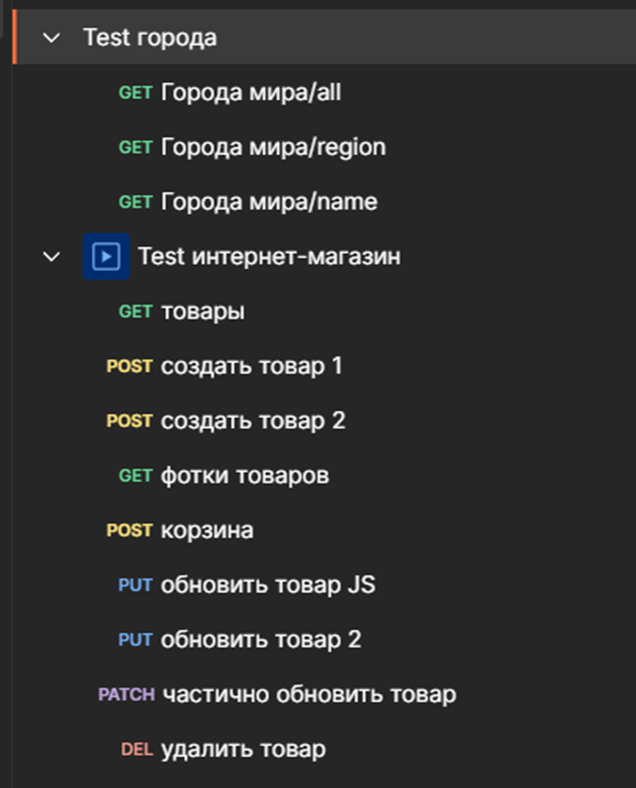 Test города
GET Города мира/all
GET Города мира/region
GET Города мира/name
Test интернет-магазин
GET товары
POST создать товар 1
POST создать товар 2
GET фотки товаров
POST корзина
PUT обновить товар JS
PUT обновить товар 2
PATCH частично обновить товар
DEL удалить товар